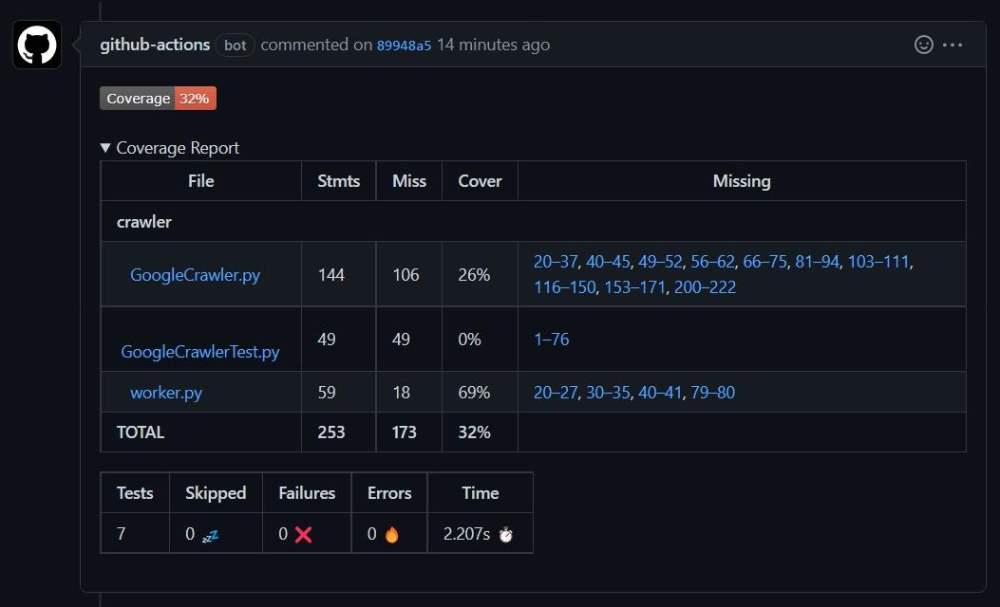 github-actions bot commented on 89948a5 14 minutes ago
Coverage 32%
▼ Coverage Report
File Stmts Miss Cover Missing
crawler
GoogleCrawler.py 144 106 26% 20–37, 40–45, 49–52, 56–62, 66–75, 81–94, 103–111,
116–150, 153–171, 200–222
GoogleCrawlerTest.py 49 49 0% 1–76
worker.py 59 18 69% 20–27, 30–35, 40–41, 79–80
TOTAL 253 173 32%
Tests Skipped Failures Errors Time
7 0 💤 0 ❌ 0 🔥 2.207s ⏱